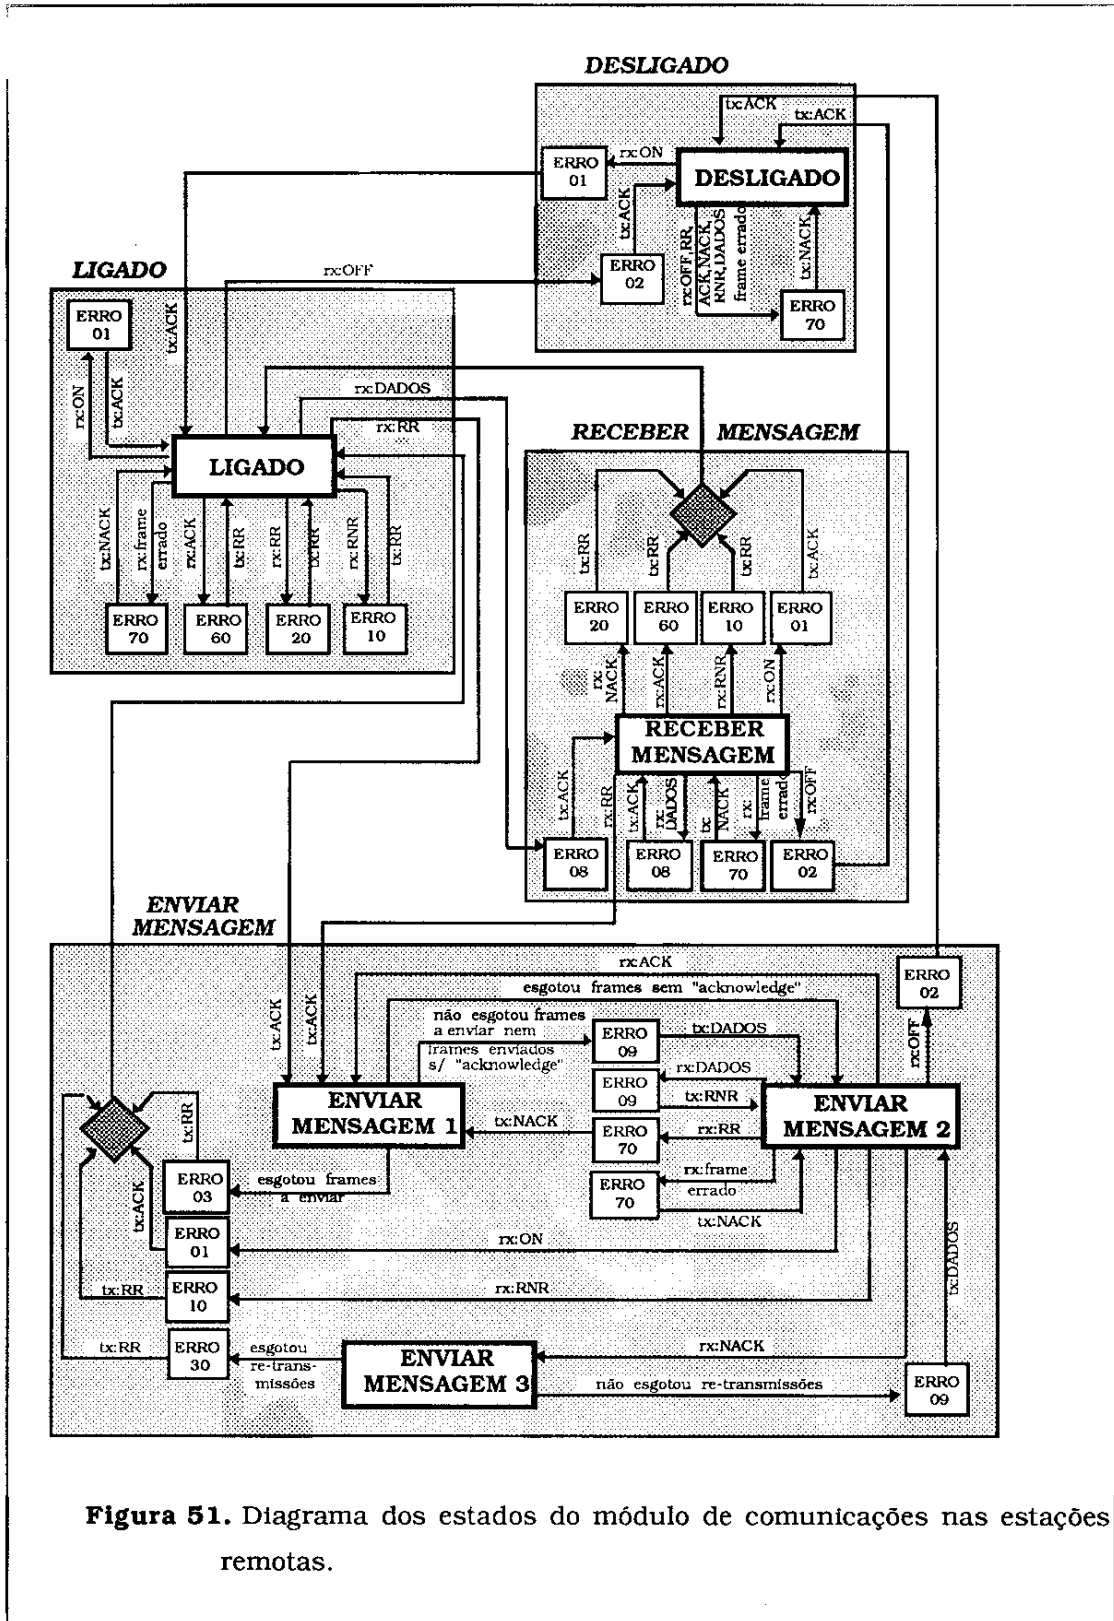 DESLIGADO
tx:ACK
tx:ACK
rx:ON
ERRO
01
DESLIGADO
tx:ACK
rx:OFF,RR,
ACK,NACK,
RNR,DADOS
frame errado
tx:NACK
ERRO
02
ERRO
70
LIGADO
rx:OFF
ERRO
01
tx:ACK
rx:ON
tx:ACK
rx:DADOS
rx:RR
LIGADO
tx:NACK
rx:frame
errado
rx:ACK
tx:RR
rx:RR
tx:RR
rx:RNR
tx:RR
ERRO
70
ERRO
60
ERRO
20
ERRO
10
RECEBER MENSAGEM
tx:RR
tx:RR
tx:RR
tx:ACK
ERRO
20
ERRO
60
ERRO
10
ERRO
01
rx:
NACK
rx:ACK
rx:RNR
rx:ON
RECEBER
MENSAGEM
tx:ACK
rx:RR
tx:ACK
rx:
DADOS
tx:
NACK
rx:
frame
errado
rx:OFF
ERRO
08
ERRO
08
ERRO
70
ERRO
02
ENVIAR
MENSAGEM
rx:ACK
esgotou frames sem "acknowledge"
ERRO
02
tx:ACK
tx:ACK
não esgotou frames
a enviar nem
frames enviados
s/ "acknowledge"
ERRO
09
tx:DADOS
rx:OFF
rx:DADOS
ERRO
09
tx:RNR
ENVIAR
MENSAGEM 1
ENVIAR
MENSAGEM 2
tx:NACK
ERRO
70
rx:RR
tx:RR
ERRO
03
esgotou frames
a enviar
ERRO
70
rx:frame
errado
tx:NACK
tx:ACK
ERRO
01
rx:ON
tx:DADOS
tx:RR
ERRO
10
rx:RNR
tx:RR
ERRO
30
esgotou
re-trans-
missões
ENVIAR
MENSAGEM 3
rx:NACK
não esgotou re-transmissões
ERRO
09
Figura 51. Diagrama dos estados do módulo de comunicações nas estações
remotas.